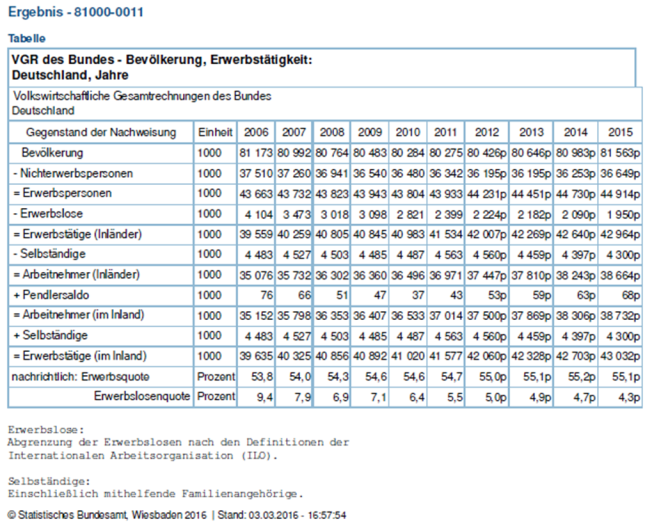 Ergebnis - 81000-0011
Tabelle
VGR des Bundes - Bevölkerung, Erwerbstätigkeit:
Deutschland, Jahre
Volkswirtschaftliche Gesamtrechnungen des Bundes
Deutschland
Gegenstand der Nachweisung Einheit 2006 2007 2008 2009 2010 2011 2012 2013 2014 2015
Bevölkerung 1000 81 173 80 992 80 764 80 483 80 284 80 275 80 426p 80 646p 80 983p 81 563p
- Nichterwerbspersonen 1000 37 510 37 260 36 941 36 540 36 480 36 342 36 195p 36 195p 36 253p 36 649p
= Erwerbspersonen 1000 43 663 43 732 43 823 43 943 43 804 43 933 44 231p 44 451p 44 730p 44 914p
- Erwerbslose 1000 4 104 3 473 3 018 3 098 2 821 2 399 2 224p 2 182p 2 090p 1 950p
= Erwerbstätige (Inländer) 1000 39 559 40 259 40 805 40 845 40 983 41 534 42 007p 42 269p 42 640p 42 964p
- Selbständige 1000 4 483 4 527 4 503 4 485 4 487 4 563 4 560p 4 459p 4 397p 4 300p
= Arbeitnehmer (Inländer) 1000 35 076 35 732 36 302 36 360 36 496 36 971 37 447p 37 810p 38 243p 38 664p
+ Pendlersaldo 1000 76 66 51 47 37 43 53p 59p 63p 68p
= Arbeitnehmer (im Inland) 1000 35 152 35 798 36 353 36 407 36 533 37 014 37 500p 37 869p 38 306p 38 732p
+ Selbständige 1000 4 483 4 527 4 503 4 485 4 487 4 563 4 560p 4 459p 4 397p 4 300p
= Erwerbstätige (im Inland) 1000 39 635 40 325 40 856 40 892 41 020 41 577 42 060p 42 328p 42 703p 43 032p
nachrichtlich: Erwerbsquote Prozent 53,8 54,0 54,3 54,6 54,6 54,7 55,0p 55,1p 55,2p 55,1p
Erwerbslosenquote Prozent 9,4 7,9 6,9 7,1 6,4 5,5 5,0p 4,9p 4,7p 4,3p
Erwerbslose:
Abgrenzung der Erwerbslosen nach den Definitionen der
Internationalen Arbeitsorganisation (ILO).
Selbständige:
Einschließlich mithelfende Familienangehörige.
© Statistisches Bundesamt, Wiesbaden 2016 | Stand: 03.03.2016 - 16:57:54